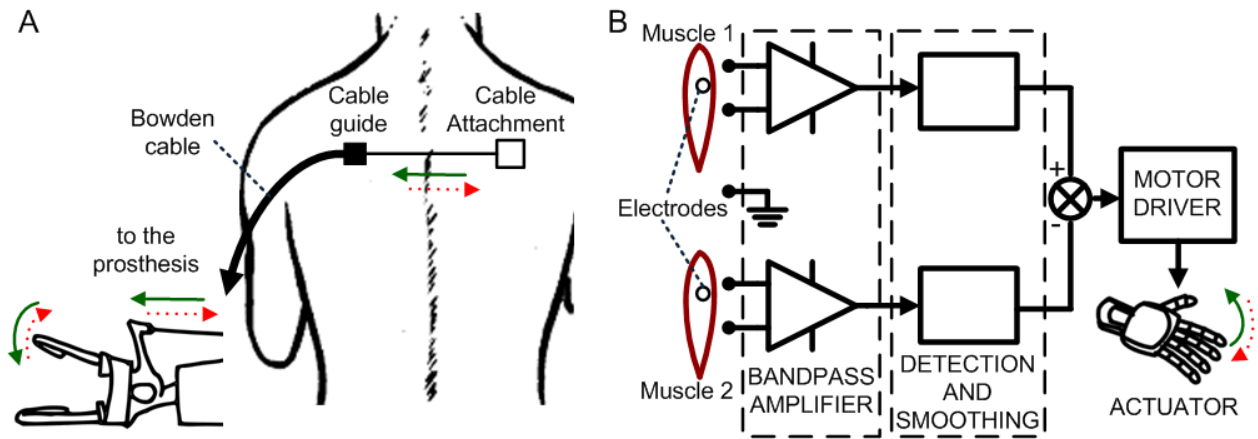 A
Cable
guide
Cable
Attachment
Bowden
cable
to the
prosthesis
B
Muscle 1
Electrodes
Muscle 2
BANDPASS
AMPLIFIER
DETECTION
AND
SMOOTHING
+
-
MOTOR
DRIVER
ACTUATOR